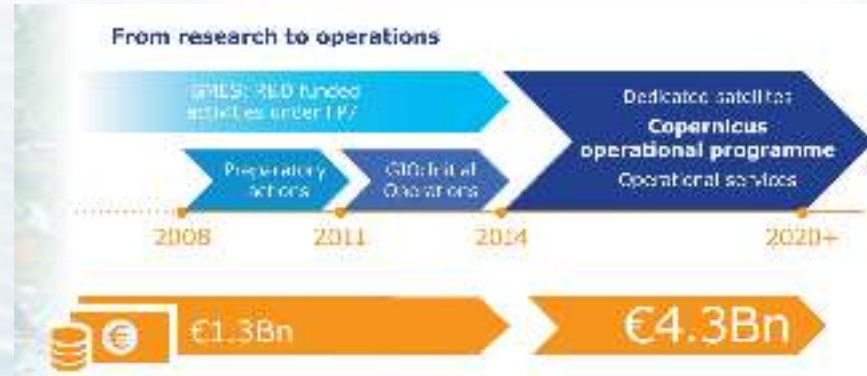 From research to operations
GMES: R&D funded
activities under FP7
Dedicated satellites
Copernicus
operational programme
Operational services
Preparatory
actions
GIO: Initial
Operations
2008
2011
2014
2020+
€
€1.3Bn
€4.3Bn